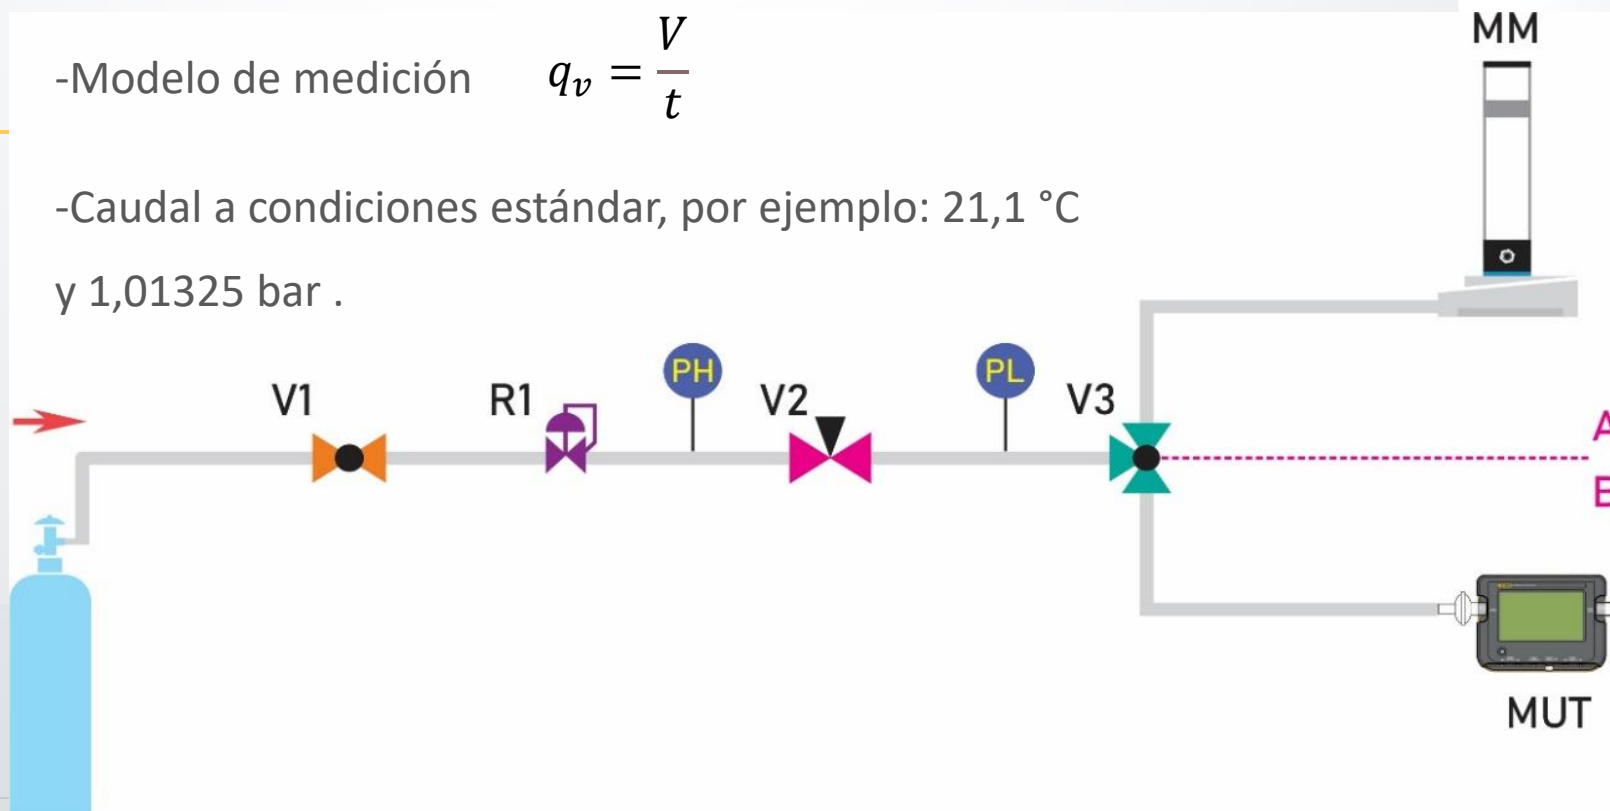 -Modelo de medición q_v = V/t
-Caudal a condiciones estándar, por ejemplo: 21,1 °C
y 1,01325 bar .
MM
V1
R1
PH
V2
PL
V3
A
B
MUT